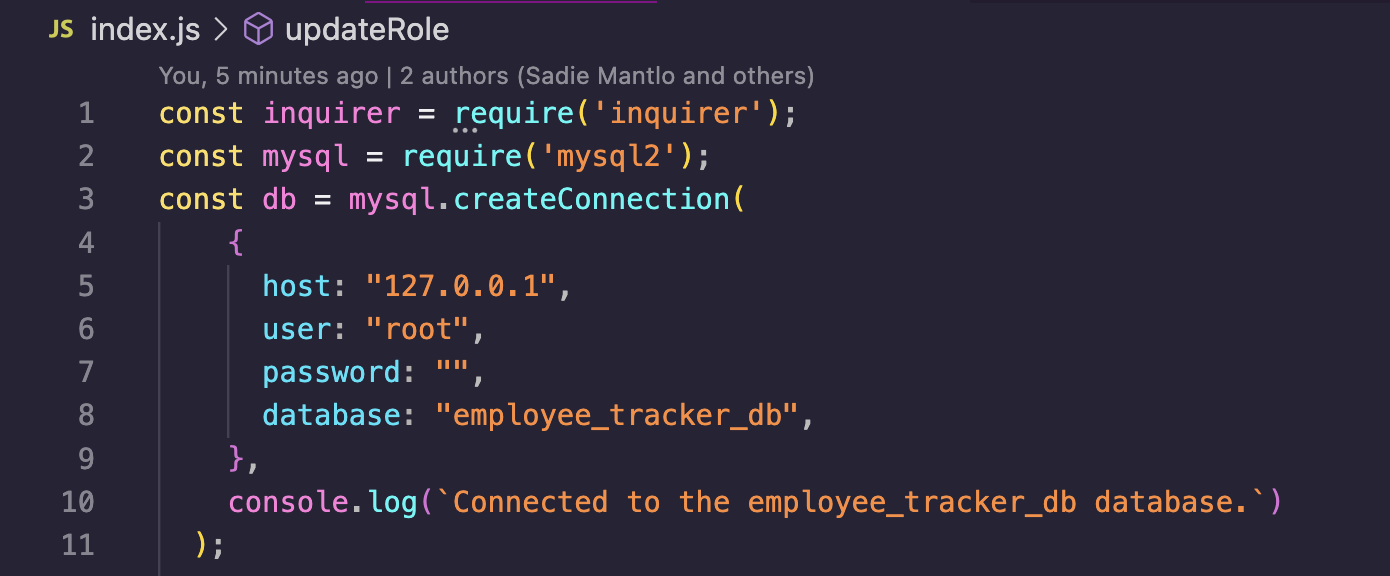 JS index.js > updateRole
You, 5 minutes ago | 2 authors (Sadie Mantlo and others)
1 const inquirer = require('inquirer');
2 const mysql = require('mysql2');
3 const db = mysql.createConnection(
4 {
5 host: "127.0.0.1",
6 user: "root",
7 password: "",
8 database: "employee_tracker_db",
9 },
10 console.log(`Connected to the employee_tracker_db database.`)
11 );